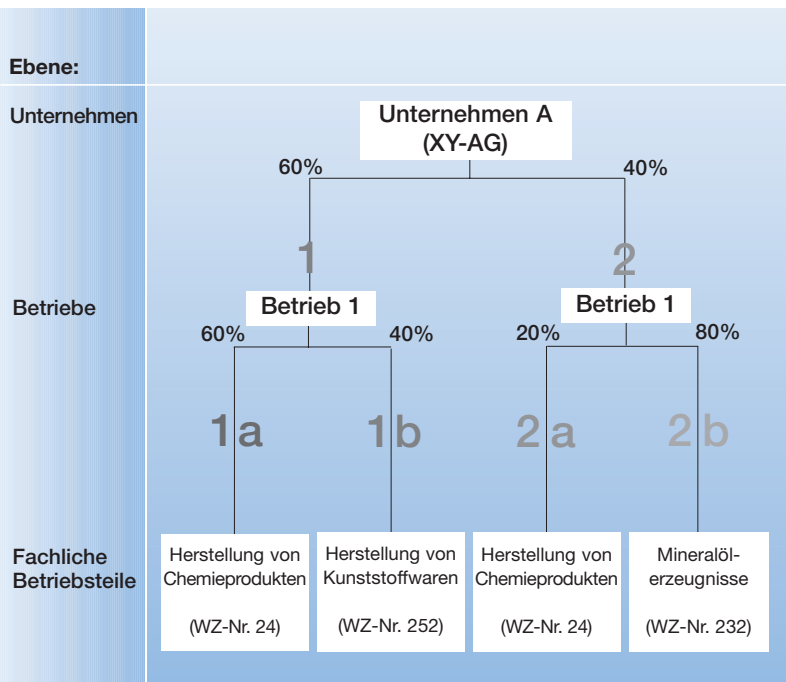 Ebene:
Unternehmen
Unternehmen A
(XY-AG)
60%
40%
1
2
Betriebe
Betrieb 1
Betrieb 1
60%
40%
20%
80%
1a
1b
2a
2b
Fachliche
Betriebsteile
Herstellung von
Chemieprodukten
(WZ-Nr. 24)
Herstellung von
Kunststoffwaren
(WZ-Nr. 252)
Herstellung von
Chemieprodukten
(WZ-Nr. 24)
Mineralöl-
erzeugnisse
(WZ-Nr. 232)